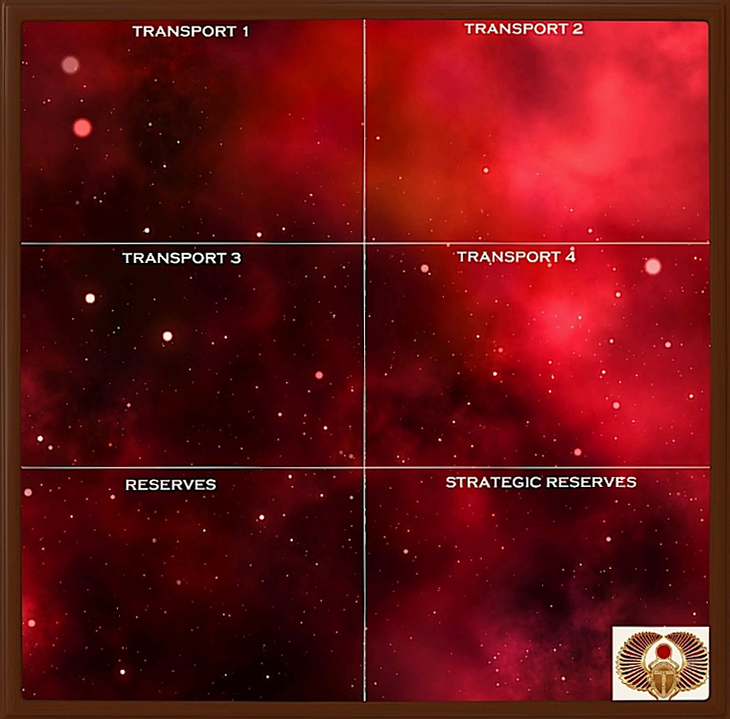 TRANSPORT 1
TRANSPORT 2
TRANSPORT 3
TRANSPORT 4
RESERVES
STRATEGIC RESERVES